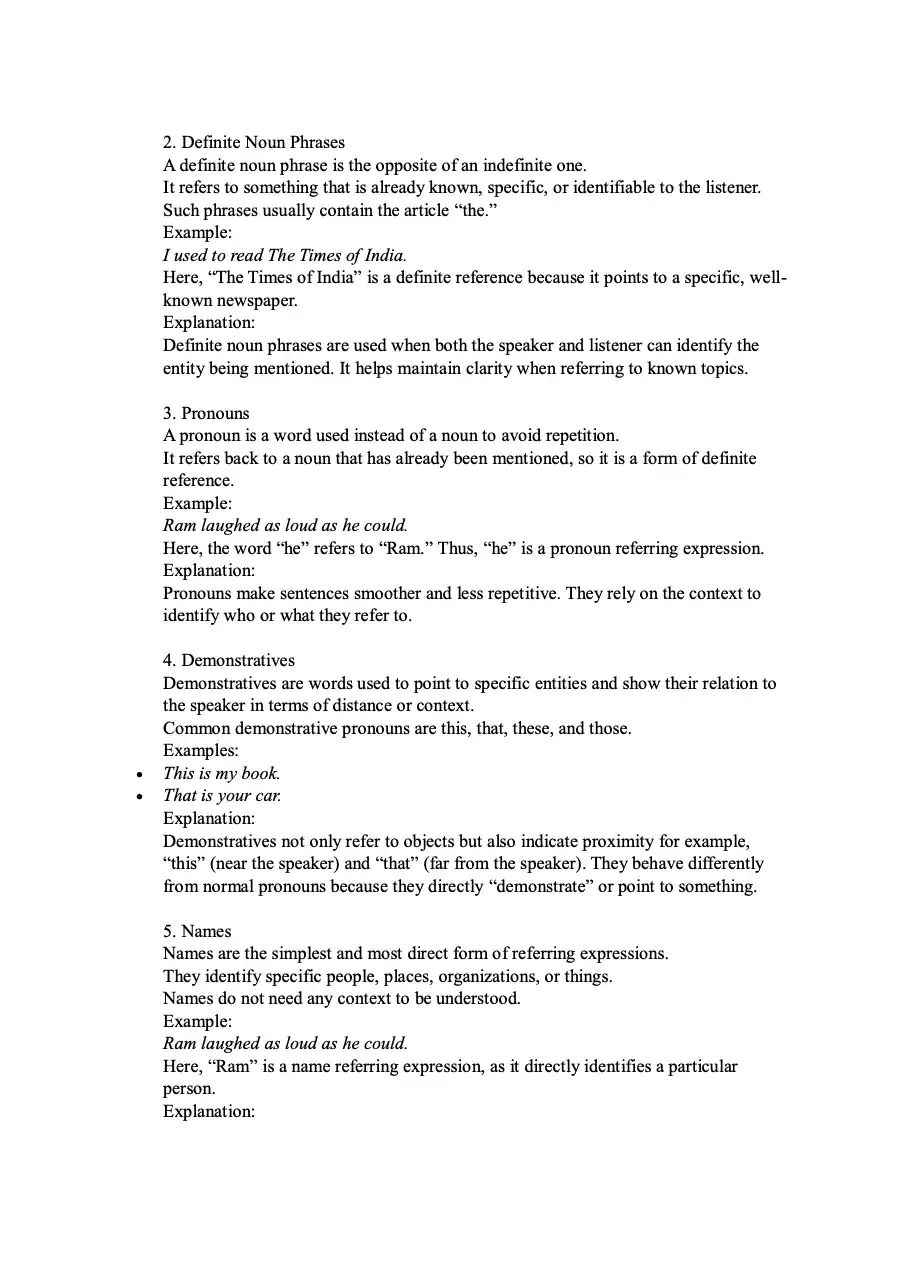 2. Definite Noun Phrases
A definite noun phrase is the opposite of an indefinite one.
It refers to something that is already known, specific, or identifiable to the listener.
Such phrases usually contain the article “the.”
Example:
I used to read The Times of India.
Here, “The Times of India” is a definite reference because it points to a specific, well-
known newspaper.
Explanation:
Definite noun phrases are used when both the speaker and listener can identify the
entity being mentioned. It helps maintain clarity when referring to known topics.
3. Pronouns
A pronoun is a word used instead of a noun to avoid repetition.
It refers back to a noun that has already been mentioned, so it is a form of definite
reference.
Example:
Ram laughed as loud as he could.
Here, the word “he” refers to “Ram.” Thus, “he” is a pronoun referring expression.
Explanation:
Pronouns make sentences smoother and less repetitive. They rely on the context to
identify who or what they refer to.
4. Demonstratives
Demonstratives are words used to point to specific entities and show their relation to
the speaker in terms of distance or context.
Common demonstrative pronouns are this, that, these, and those.
Examples:
• This is my book.
• That is your car.
Explanation:
Demonstratives not only refer to objects but also indicate proximity for example,
“this” (near the speaker) and “that” (far from the speaker). They behave differently
from normal pronouns because they directly “demonstrate” or point to something.
5. Names
Names are the simplest and most direct form of referring expressions.
They identify specific people, places, organizations, or things.
Names do not need any context to be understood.
Example:
Ram laughed as loud as he could.
Here, “Ram” is a name referring expression, as it directly identifies a particular
person.
Explanation: